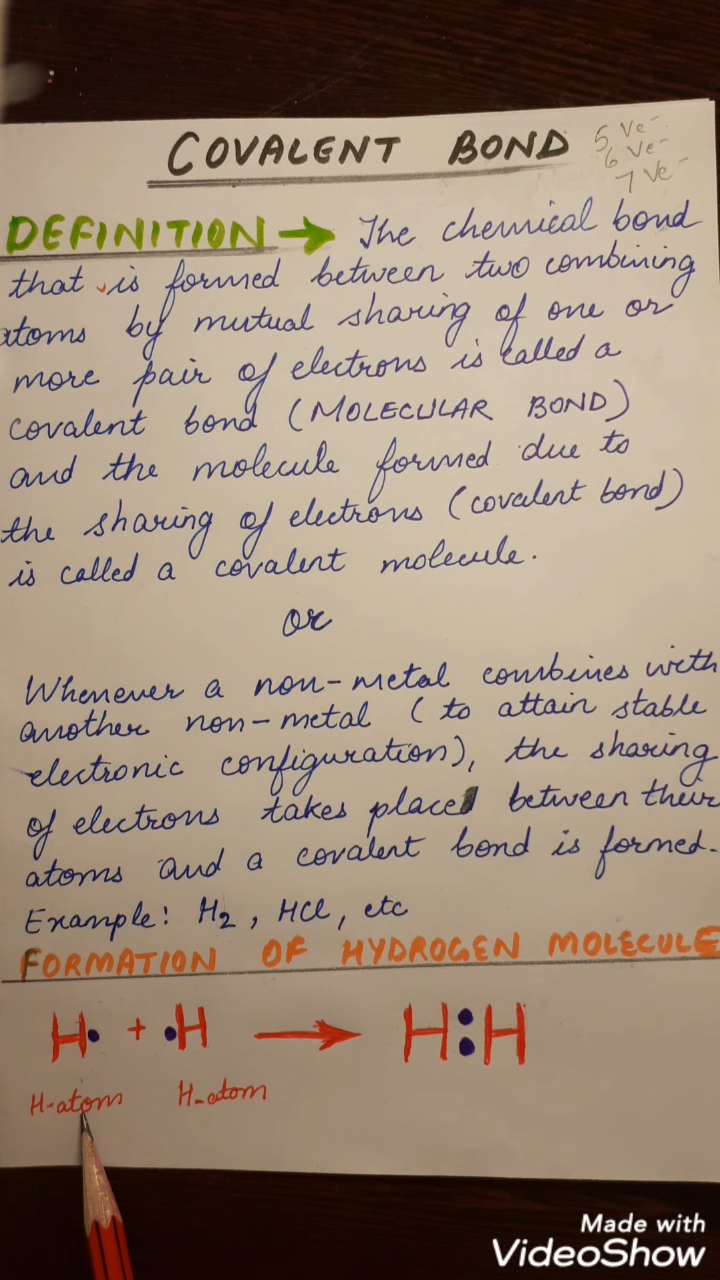 COVALENT BOND
5 Ve⁻
6 Ve⁻
7 Ve⁻
DEFINITION → The chemical bond
that is formed between two combining
atoms by mutual sharing of one or
more pair of electrons is called a
covalent bond (MOLECULAR BOND)
and the molecule formed due to
the sharing of electrons (covalent bond)
is called a covalent molecule.
or
Whenever a non-metal combines with
another non-metal (to attain stable
electronic configuration), the sharing
of electrons takes place between their
atoms and a covalent bond is formed.
Example: H₂, HCl, etc
FORMATION OF HYDROGEN MOLECULE
H• + •H → H:H
H-atom H-atom
Made with
VideoShow